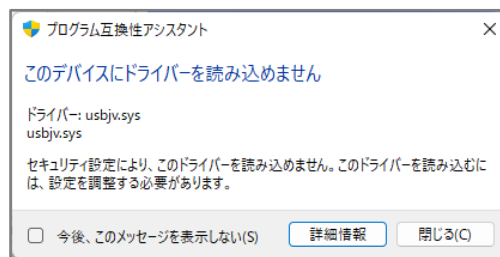 プログラム互換性アシスタント
このデバイスにドライバーを読み込めません
ドライバー: usbjv.sys
usbjv.sys
セキュリティ設定により、このドライバーを読み込めません。このドライバーを読み込むに
は、設定を調整する必要があります。
今後、このメッセージを表示しない(S)
詳細情報
閉じる(C)